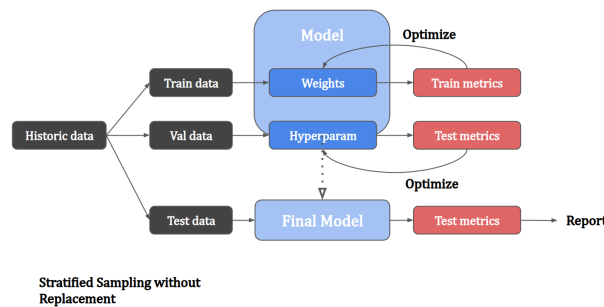 Model
Optimize
Train data
Weights
Train metrics
Historic data
Val data
Hyperparam
Test metrics
Optimize
Test data
Final Model
Test metrics
Report
Stratified Sampling without
Replacement